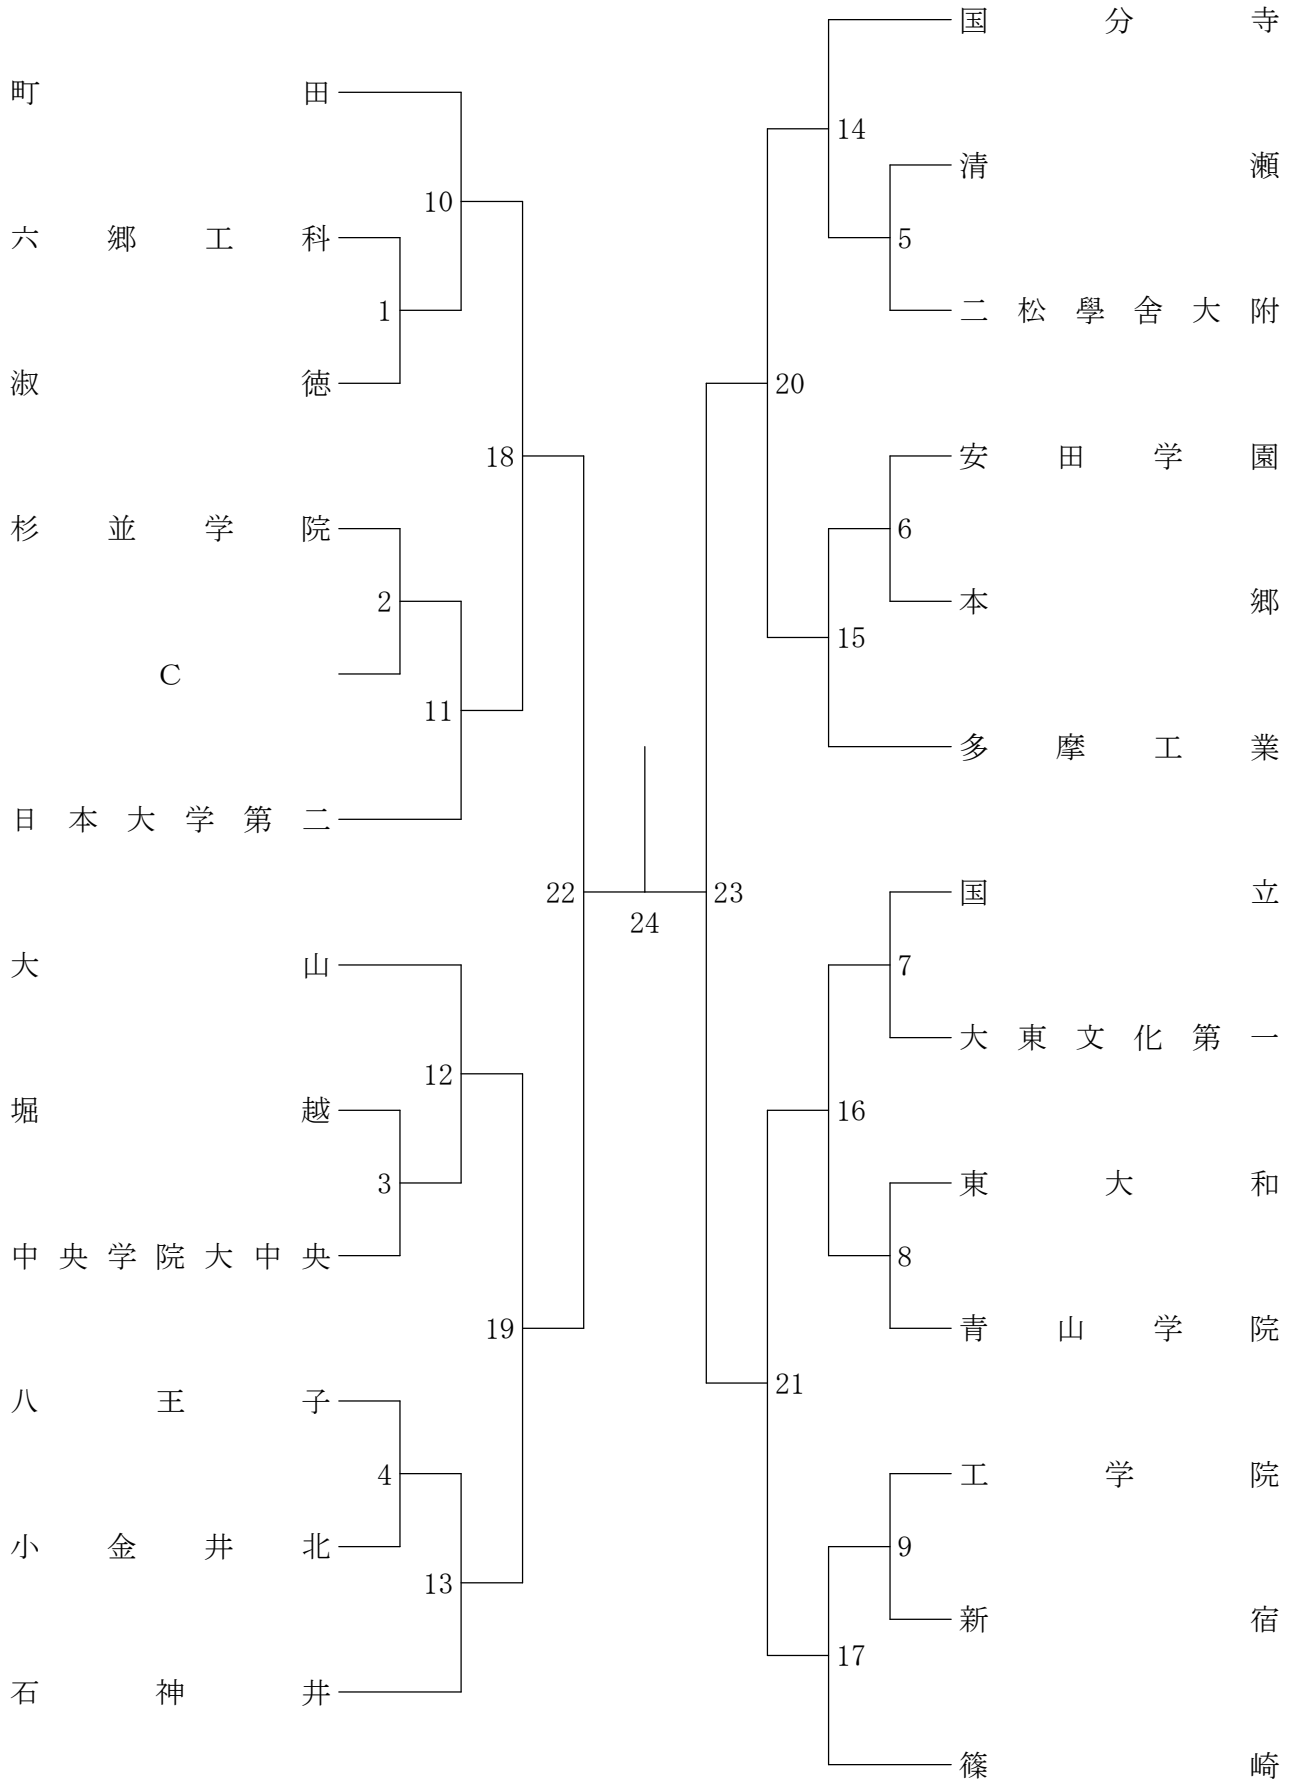 町田
10
六郷工科
1
淑徳
18
杉並学院
2
C
11
日本大学第二
22
大山
12
堀越
3
中央学院大中央
19
八王子
4
小金井北
13
石神井
24
国分寺
14
清瀬
5
二松學舎大附
20
安田学園
6
本郷
15
多摩工業
23
国立
7
大東文化第一
16
東大和
8
青山学院
21
工学院
9
新宿
17
篠崎